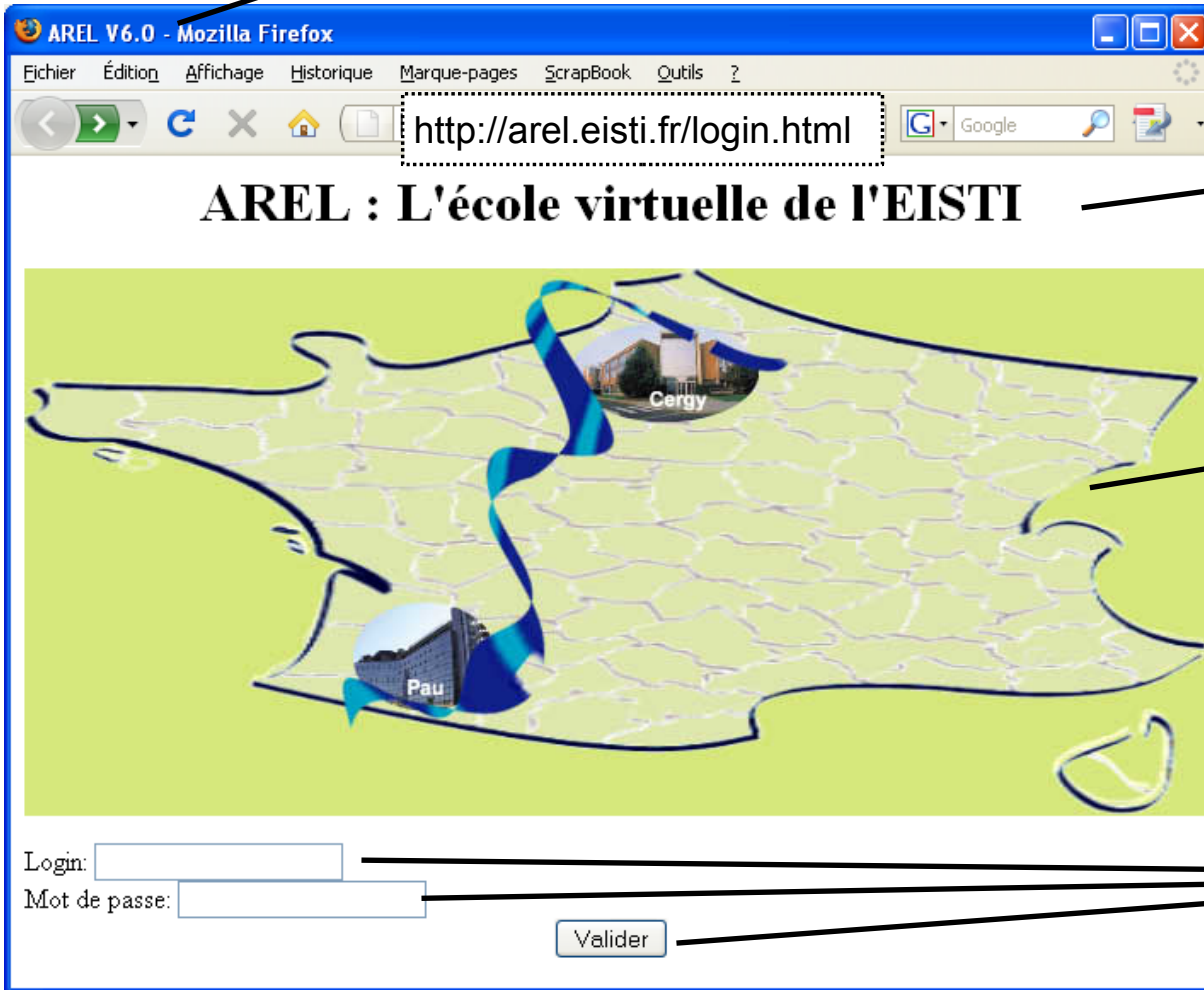 AREL V6.0 - Mozilla Firefox
Fichier Édition Affichage Historique Marque-pages ScrapBook Outils ?
http://arel.eisti.fr/login.html G Google
AREL : L'école virtuelle de l'EISTI
Cergy
Pau
Login:
Mot de passe:
Valider